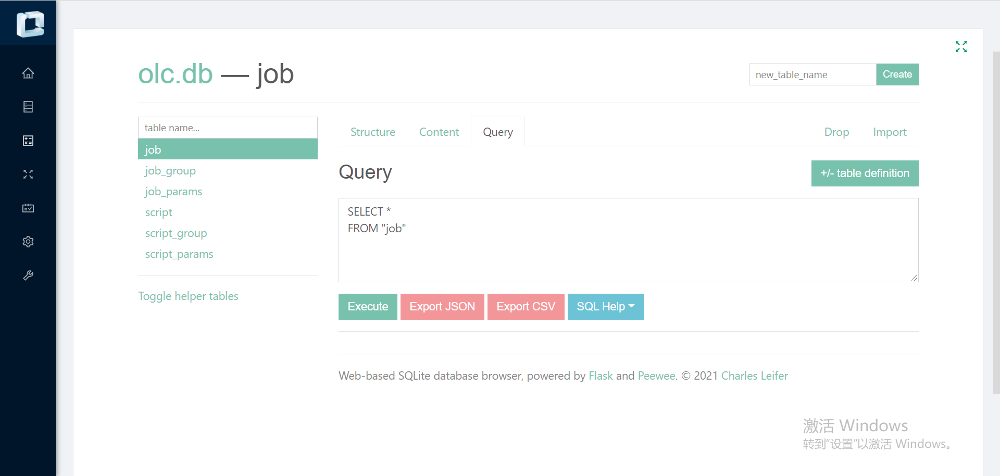 olc.db — job
new_table_name
Create
table name...
job
job_group
job_params
script
script_group
script_params
Toggle helper tables
Structure
Content
Query
Drop
Import
Query
+/- table definition
SELECT *
FROM "job"
Execute
Export JSON
Export CSV
SQL Help
Web-based SQLite database browser, powered by Flask and Peewee. © 2021 Charles Leifer
激活 Windows
转到“设置”以激活 Windows。